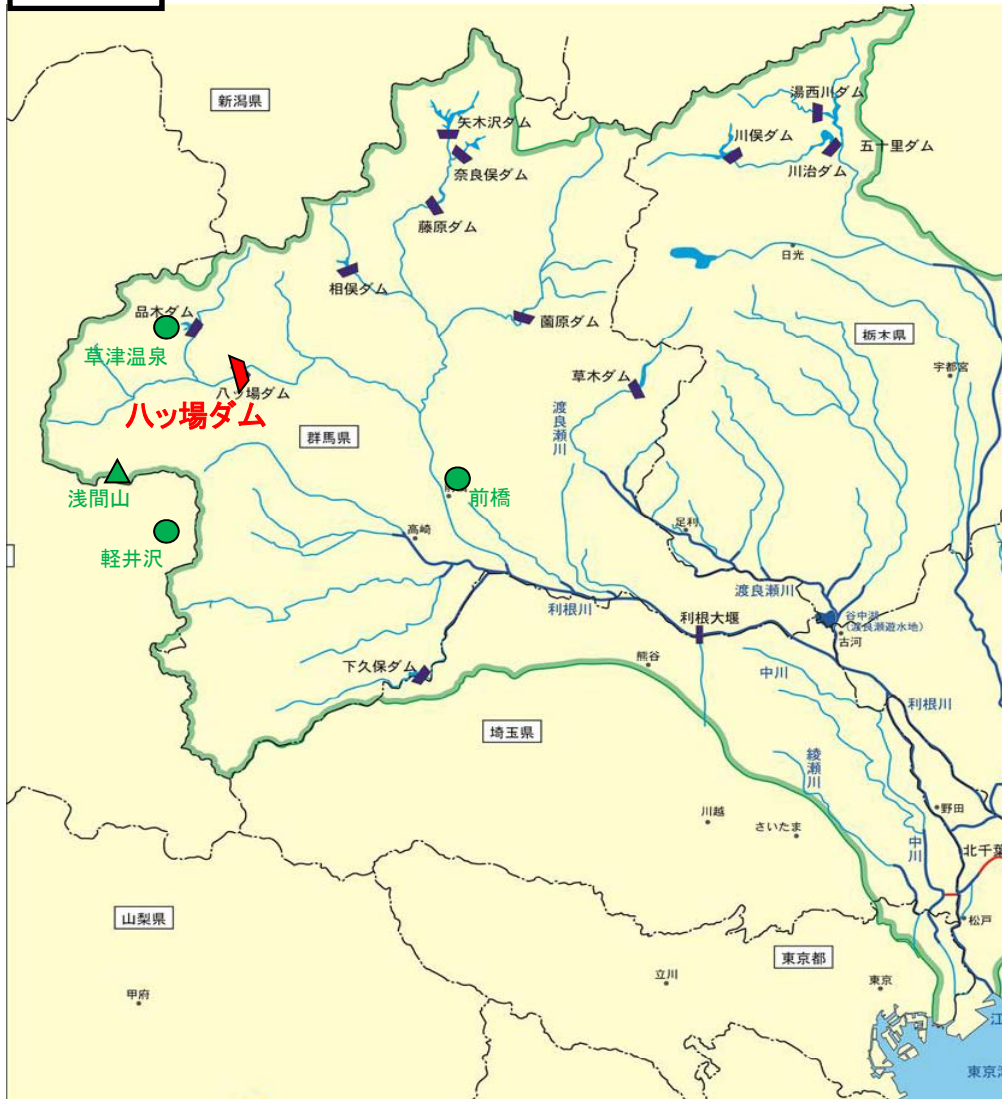 新潟県
湯西川ダム
矢木沢ダム
川俣ダム
五十里ダム
奈良俣ダム
川治ダム
藤原ダム
日光
相俣ダム
品木ダム
薗原ダム
草津温泉
栃木県
宇都宮
草木ダム
八ッ場ダム
八ッ場ダム
渡良瀬川
群馬県
浅間山
前橋
足利
高崎
軽井沢
渡良瀬川
利根川
利根大堰
谷中湖
(渡良瀬遊水地)
古河
熊谷
下久保ダム
中川
利根川
埼玉県
綾瀬川
川越
さいたま
野田
中川
北千葉
松戸
山梨県
東京都
立川
東京
甲府
江
東京湾